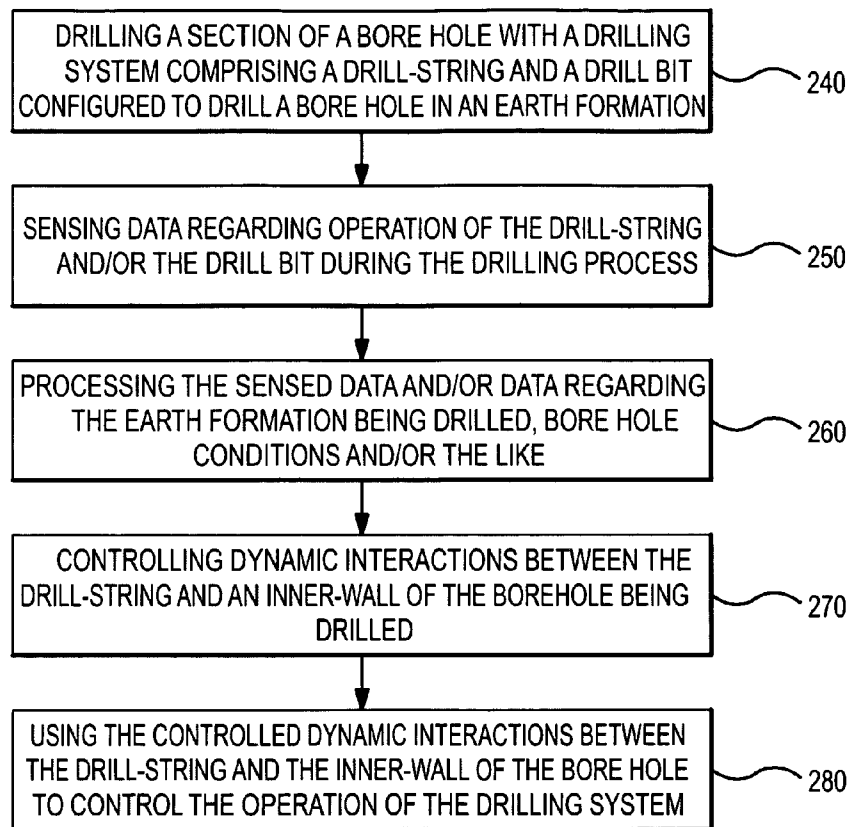 DRILLING A SECTION OF A BORE HOLE WITH A DRILLING
SYSTEM COMPRISING A DRILL-STRING AND A DRILL BIT
CONFIGURED TO DRILL A BORE HOLE IN AN EARTH FORMATION
240
SENSING DATA REGARDING OPERATION OF THE DRILL-STRING
AND/OR THE DRILL BIT DURING THE DRILLING PROCESS
250
PROCESSING THE SENSED DATA AND/OR DATA REGARDING
THE EARTH FORMATION BEING DRILLED, BORE HOLE
CONDITIONS AND/OR THE LIKE
260
CONTROLLING DYNAMIC INTERACTIONS BETWEEN THE
DRILL-STRING AND AN INNER-WALL OF THE BOREHOLE BEING
DRILLED
270
USING THE CONTROLLED DYNAMIC INTERACTIONS BETWEEN
THE DRILL-STRING AND THE INNER-WALL OF THE BORE HOLE
TO CONTROL THE OPERATION OF THE DRILLING SYSTEM
280